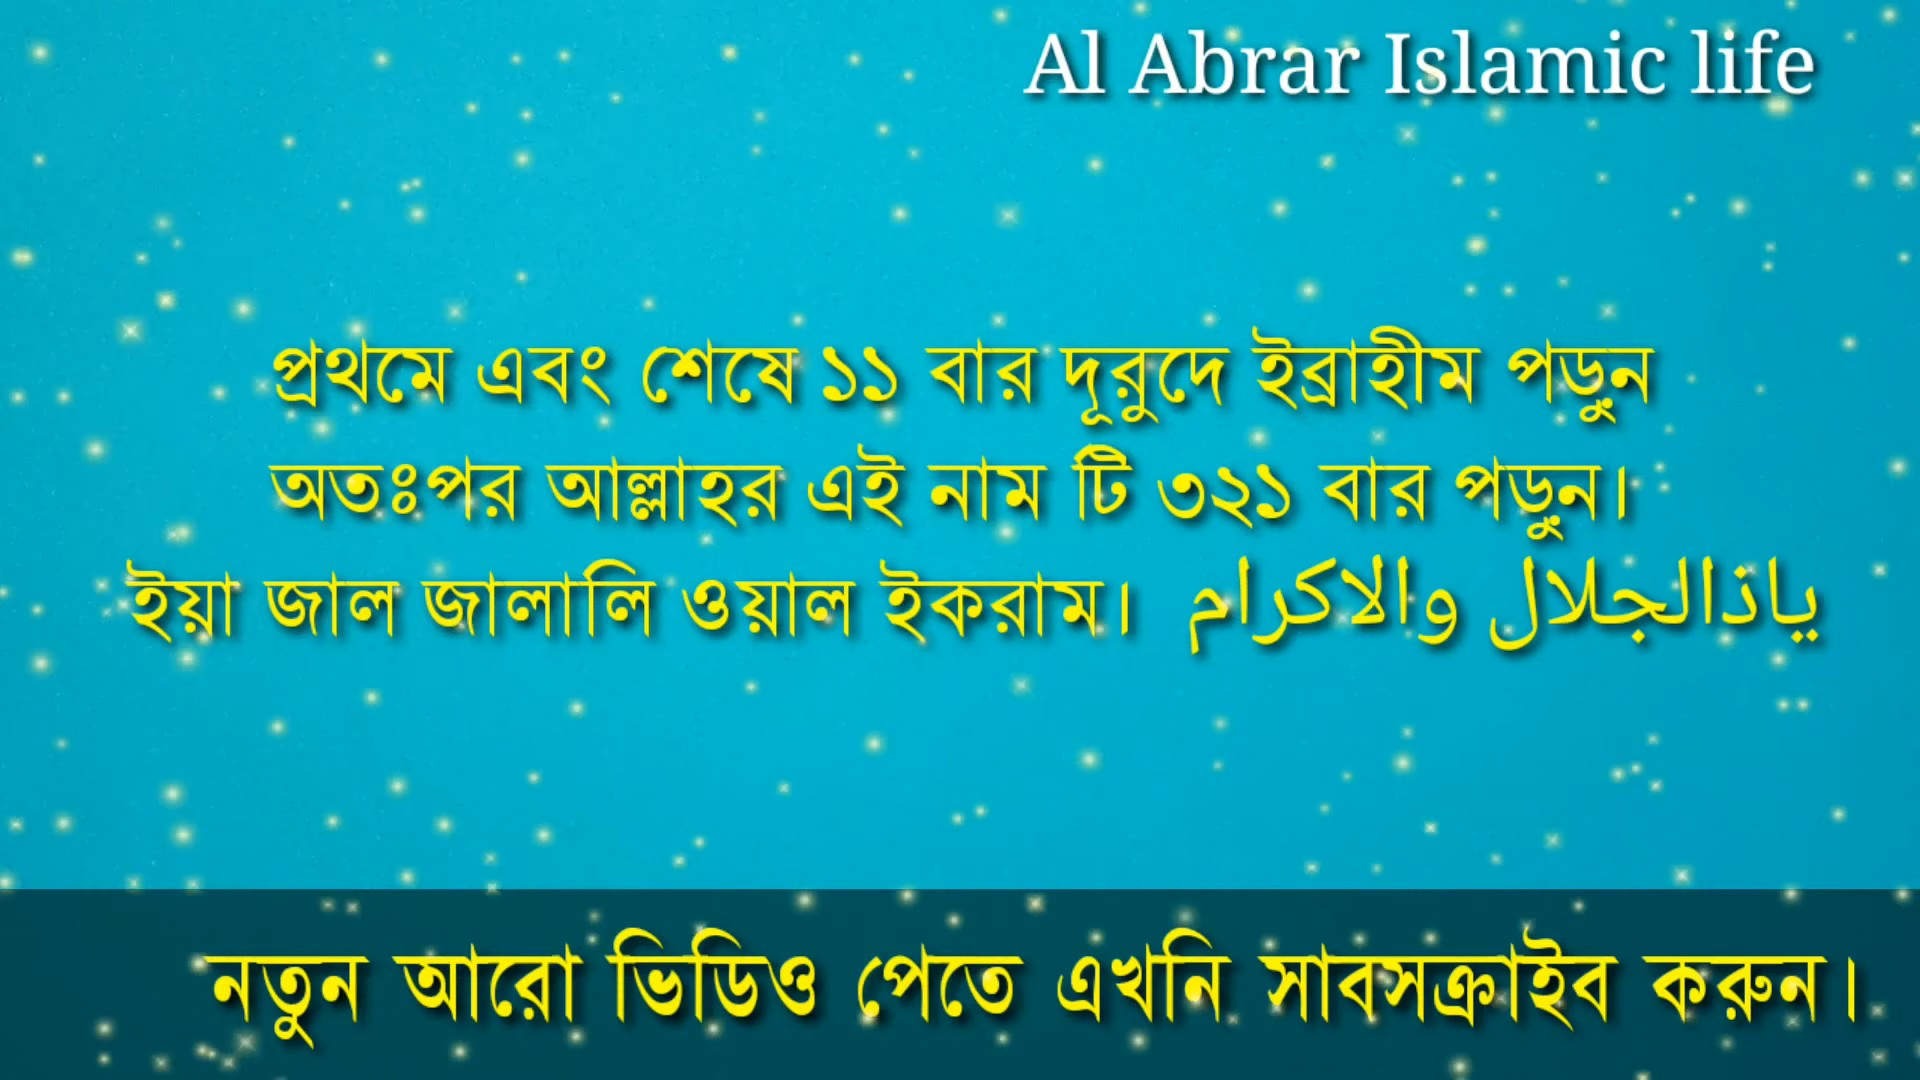 Al Abrar Islamic life
প্রথমে এবং শেষে ১১ বার দূরুদে ইব্রাহীম পড়ুন
অতঃপর আল্লাহর এই নাম টি ৩২১ বার পড়ুন।
ইয়া জাল জালালি ওয়াল ইকরাম। ياذالجلال والاكرام
নতুন আরো ভিডিও পেতে এখনি সাবসক্রাইব করুন।